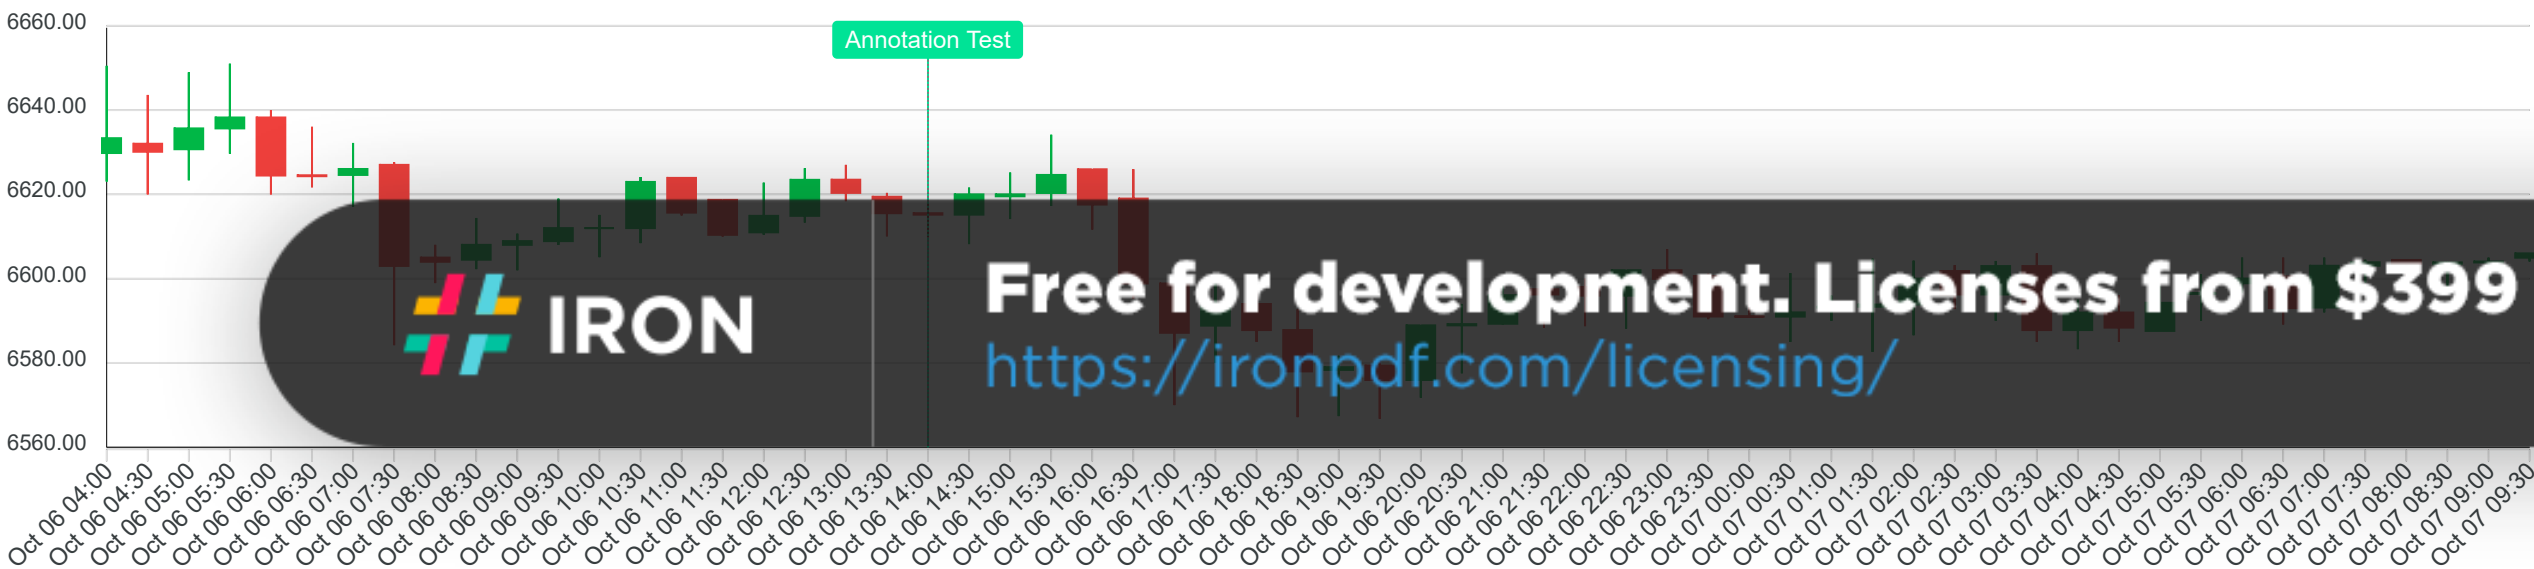 6660.00
Annotation Test
6640.00
6620.00
6600.00
6580.00
6560.00
IRON
Free for development. Licenses from $399
https://ironpdf.com/licensing/
Oct 06 04:00
Oct 06 04:30
Oct 06 05:00
Oct 06 05:30
Oct 06 06:00
Oct 06 06:30
Oct 06 07:00
Oct 06 07:30
Oct 06 08:00
Oct 06 08:30
Oct 06 09:00
Oct 06 09:30
Oct 06 10:00
Oct 06 10:30
Oct 06 11:00
Oct 06 11:30
Oct 06 12:00
Oct 06 12:30
Oct 06 13:00
Oct 06 13:30
Oct 06 14:00
Oct 06 14:30
Oct 06 15:00
Oct 06 15:30
Oct 06 16:00
Oct 06 16:30
Oct 06 17:00
Oct 06 17:30
Oct 06 18:00
Oct 06 18:30
Oct 06 19:00
Oct 06 19:30
Oct 06 20:00
Oct 06 20:30
Oct 06 21:00
Oct 06 21:30
Oct 06 22:00
Oct 06 22:30
Oct 06 23:00
Oct 06 23:30
Oct 07 00:00
Oct 07 00:30
Oct 07 01:00
Oct 07 01:30
Oct 07 02:00
Oct 07 02:30
Oct 07 03:00
Oct 07 03:30
Oct 07 04:00
Oct 07 04:30
Oct 07 05:00
Oct 07 05:30
Oct 07 06:00
Oct 07 06:30
Oct 07 07:00
Oct 07 07:30
Oct 07 08:00
Oct 07 08:30
Oct 07 09:00
Oct 07 09:30